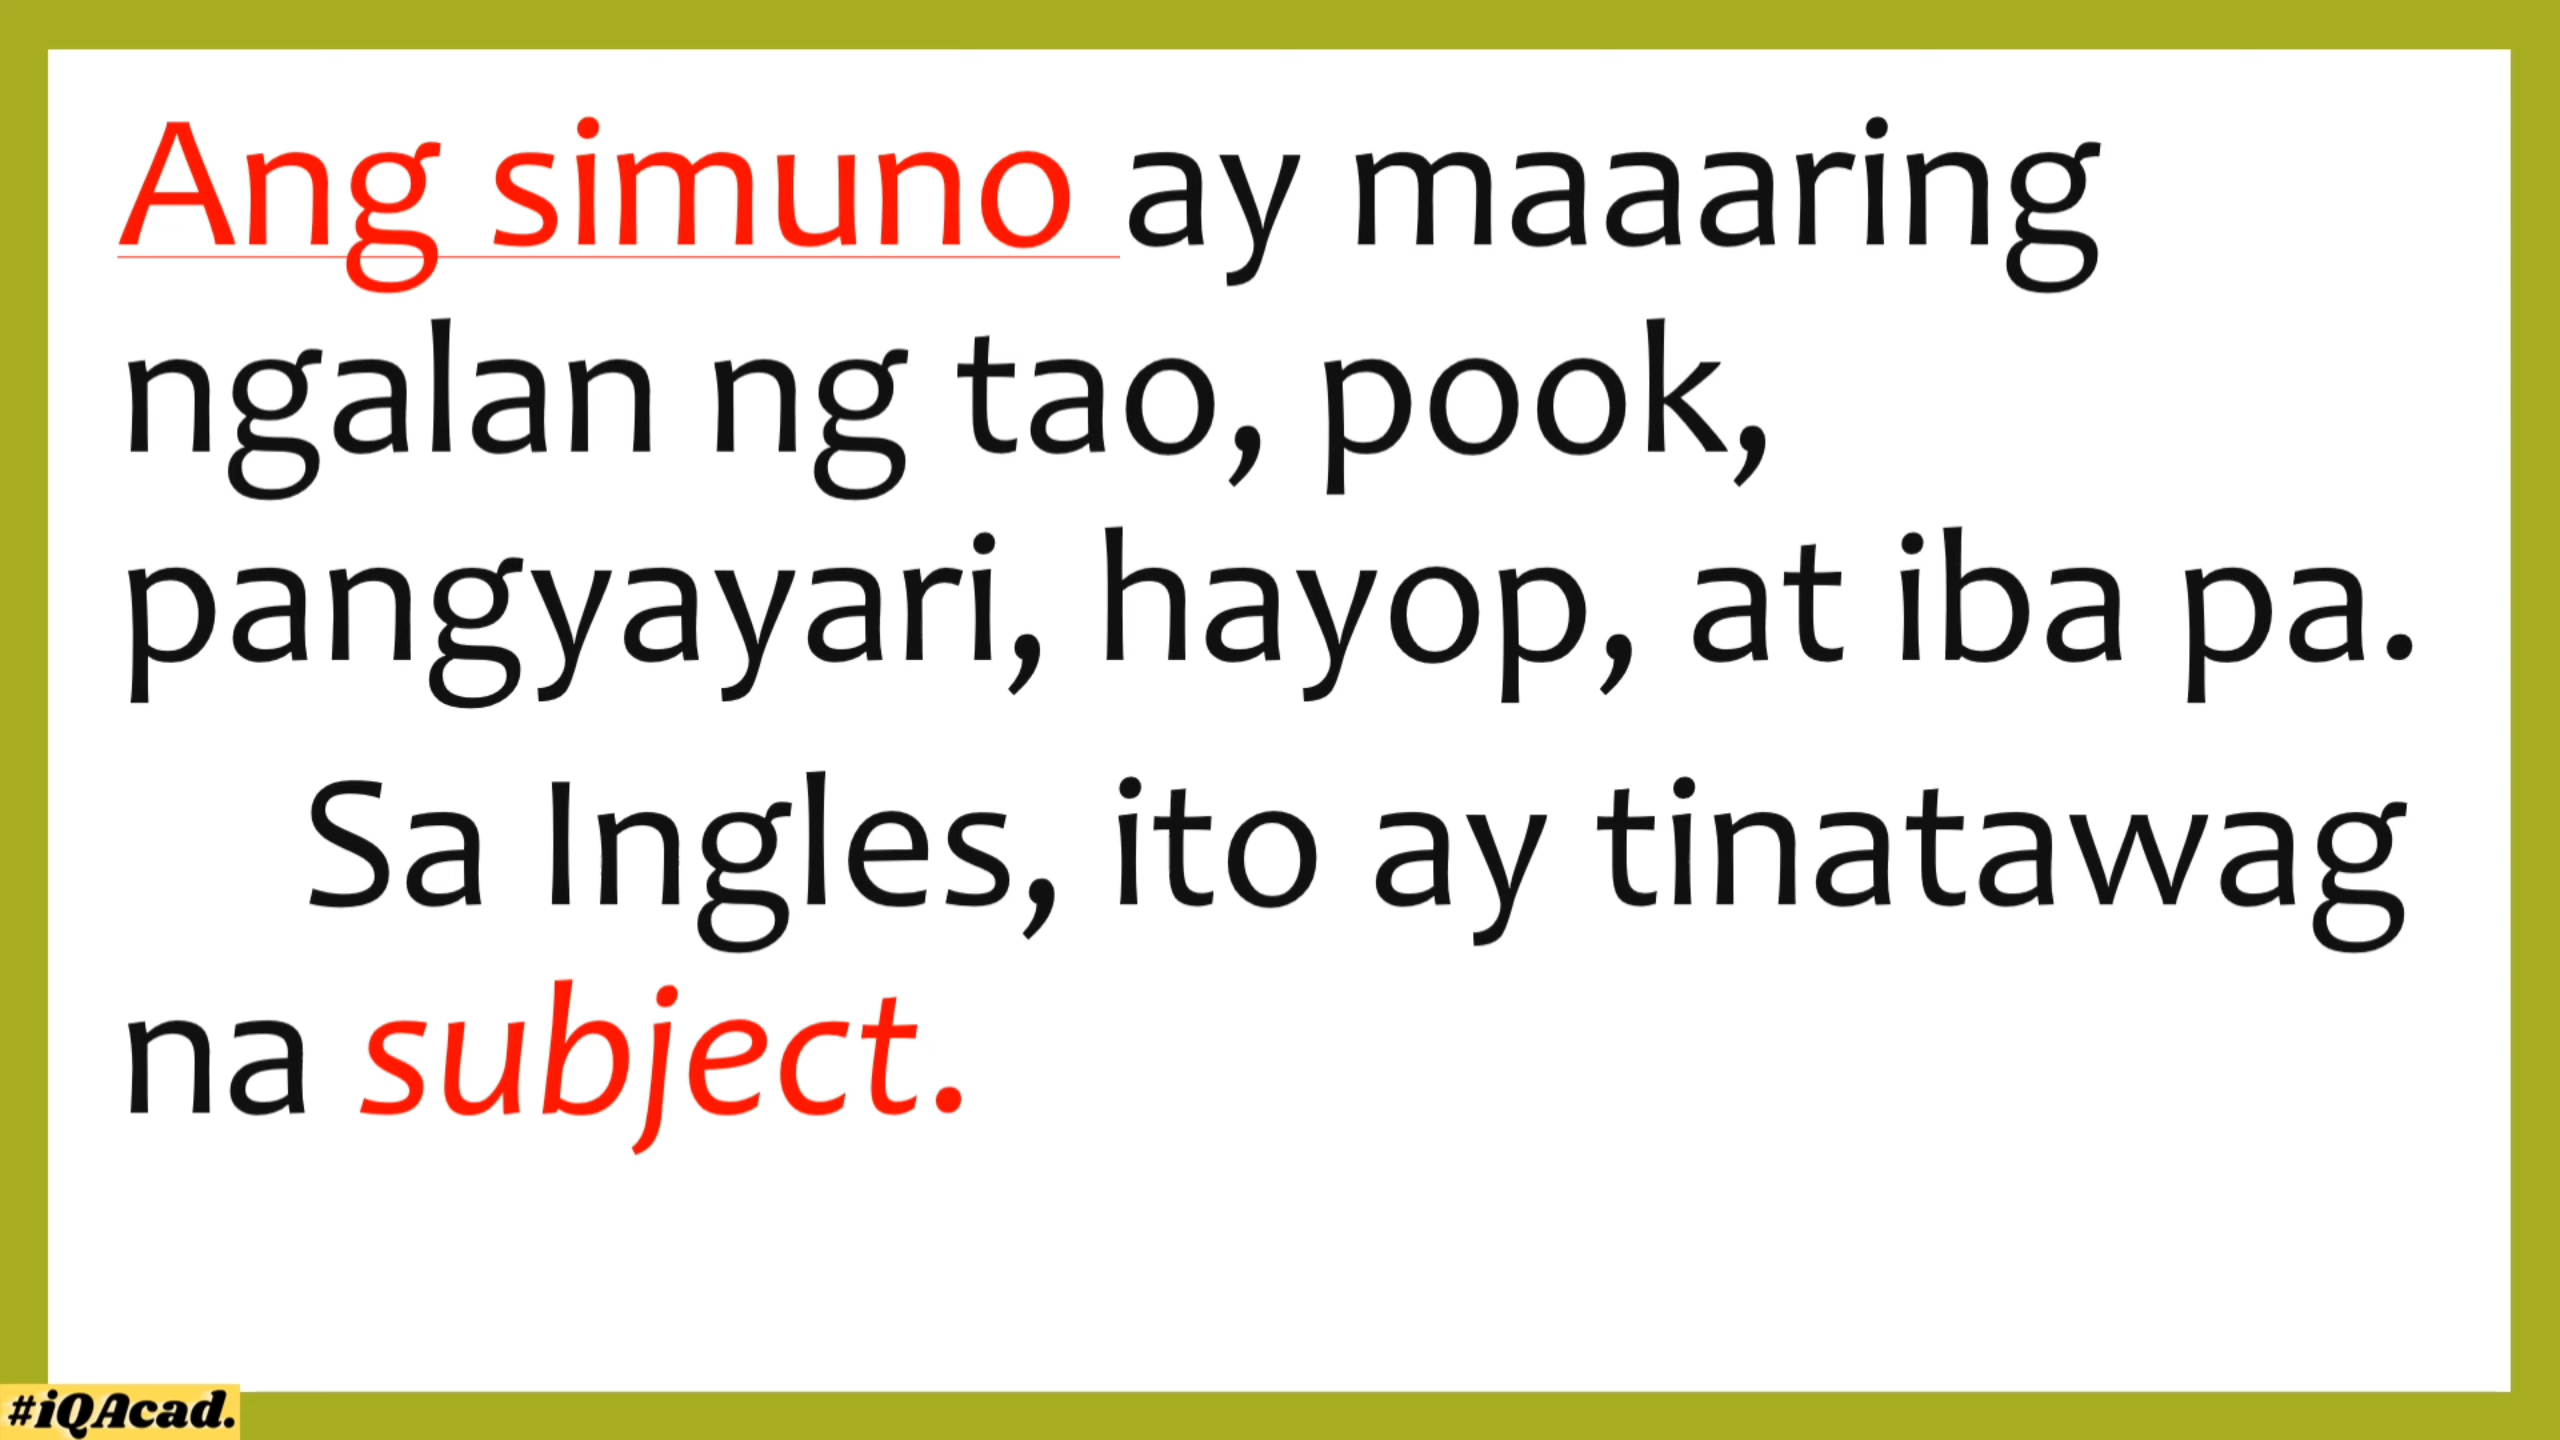 Ang simuno ay maaaring
ngalan ng tao, pook,
pangyayari, hayop, at iba pa.
Sa Ingles, ito ay tinatawag
na subject.
#iQAcad.